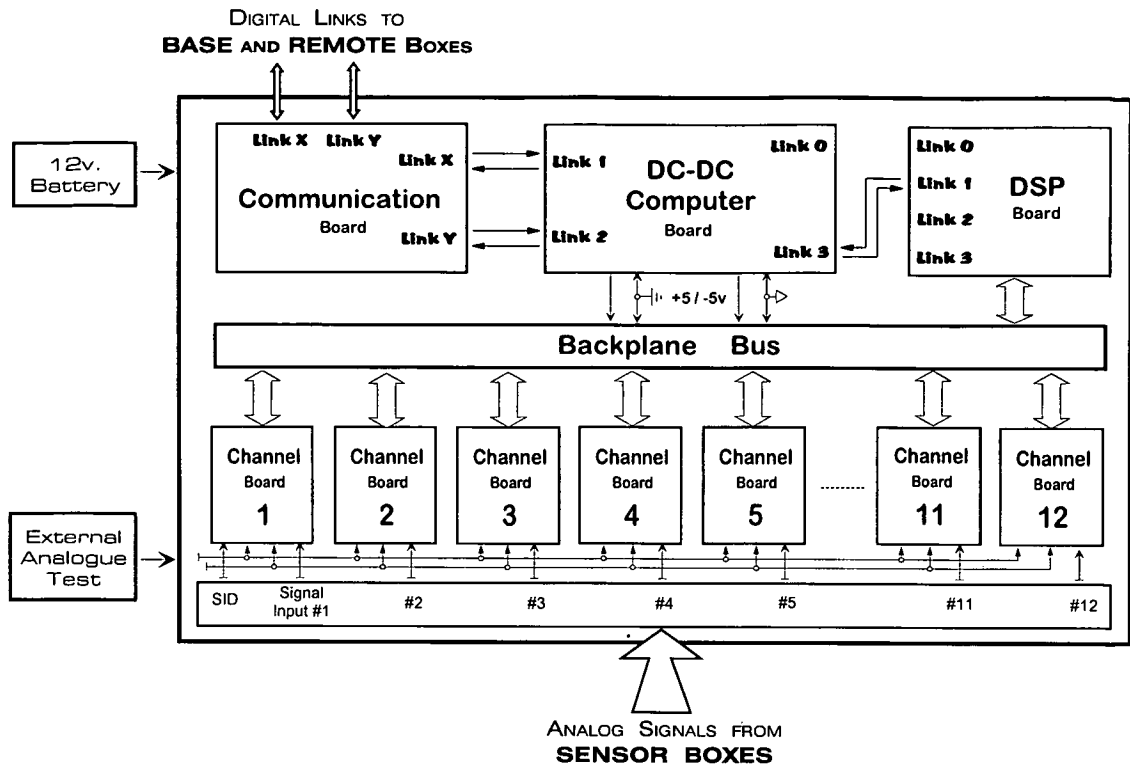 DIGITAL LINKS TO
BASE AND REMOTE BOXES
12v.
Battery
Link X Link Y
Link X
Communication
Board
Link Y
Link 1
DC-DC
Computer
Board
Link 0
Link 2
Link 3
Link 0
Link 1
Link 2
Link 3
DSP
Board
+5 / -5v
Backplane Bus
Channel
Board
1
Channel
Board
2
Channel
Board
3
Channel
Board
4
Channel
Board
5
Channel
Board
11
Channel
Board
12
External
Analogue
Test
SID
Signal
Input #1
#2
#3
#4
#5
#11
#12
ANALOG SIGNALS FROM
SENSOR BOXES